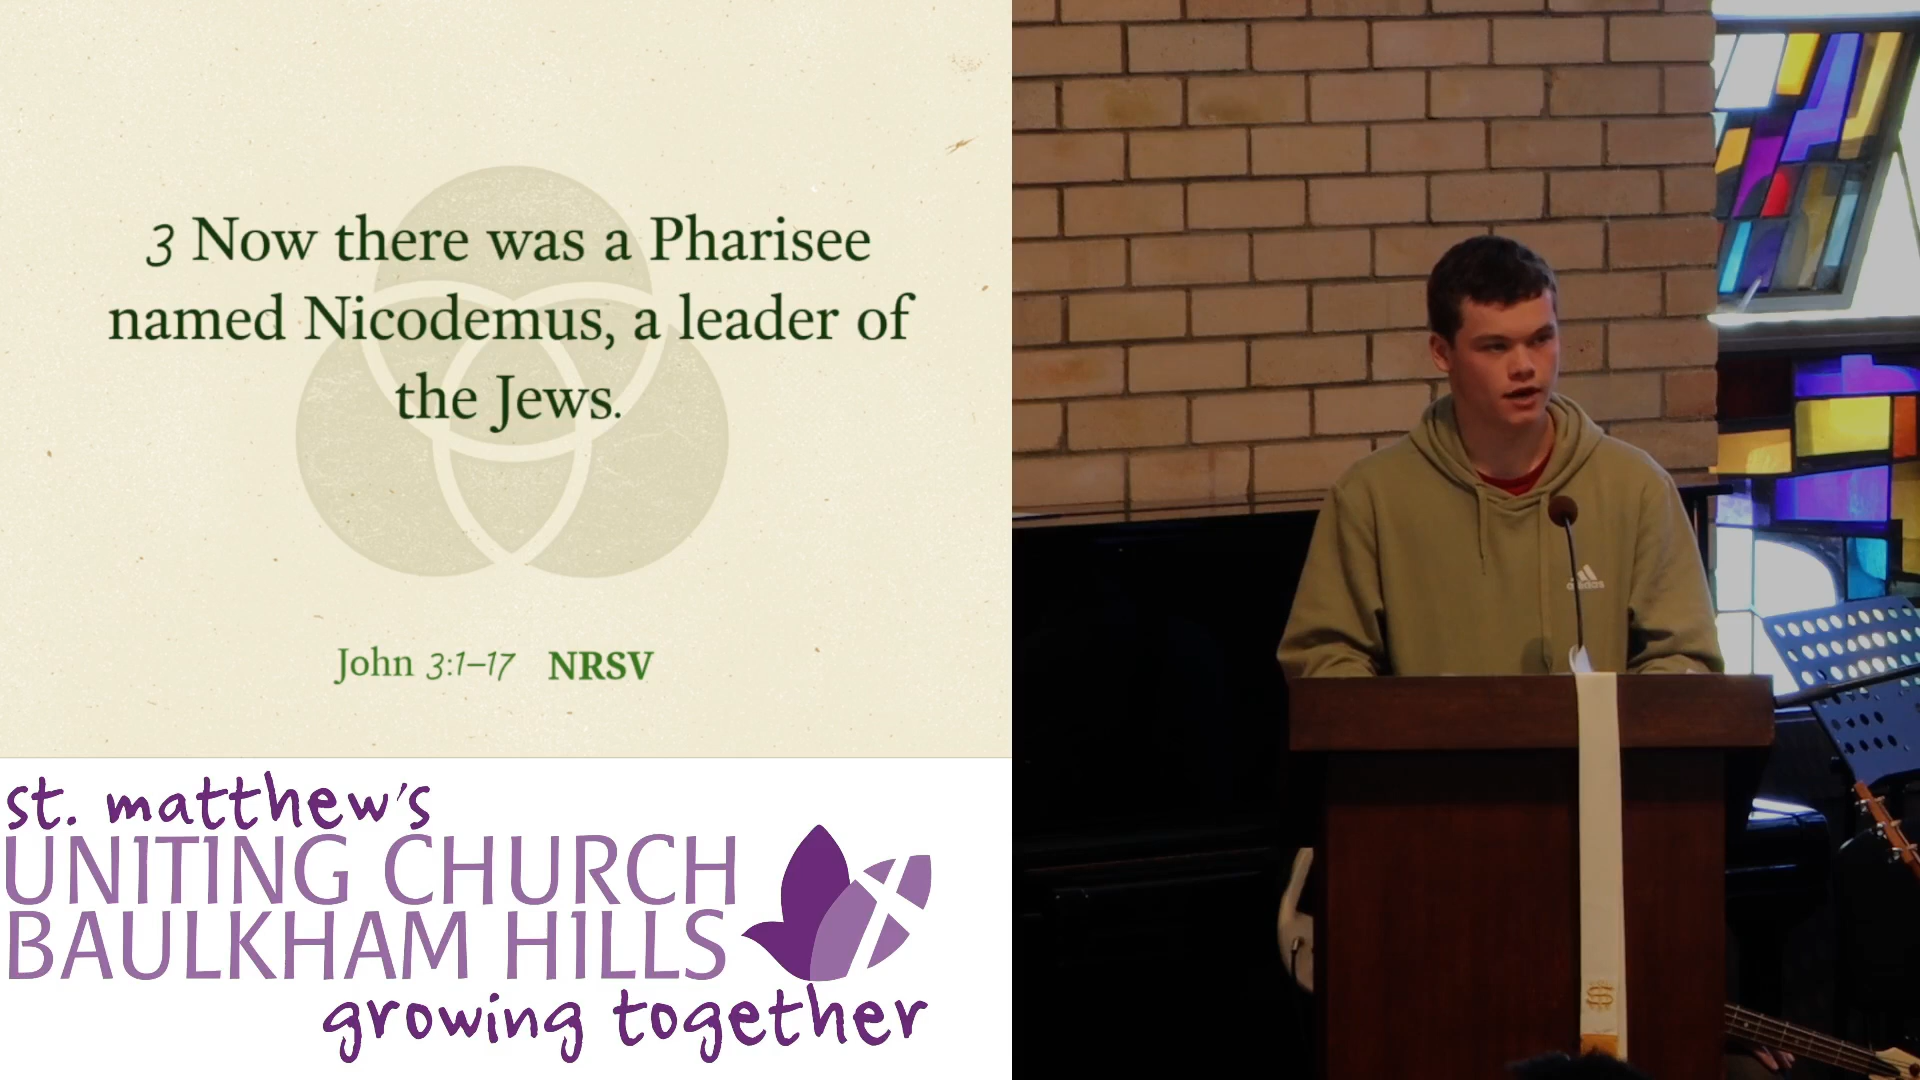 3 Now there was a Pharisee
named Nicodemus, a leader of
the Jews.
John 3:1–17 NRSV
st. matthew's
UNITING CHURCH
BAULKHAM HILLS
growing together
adidas